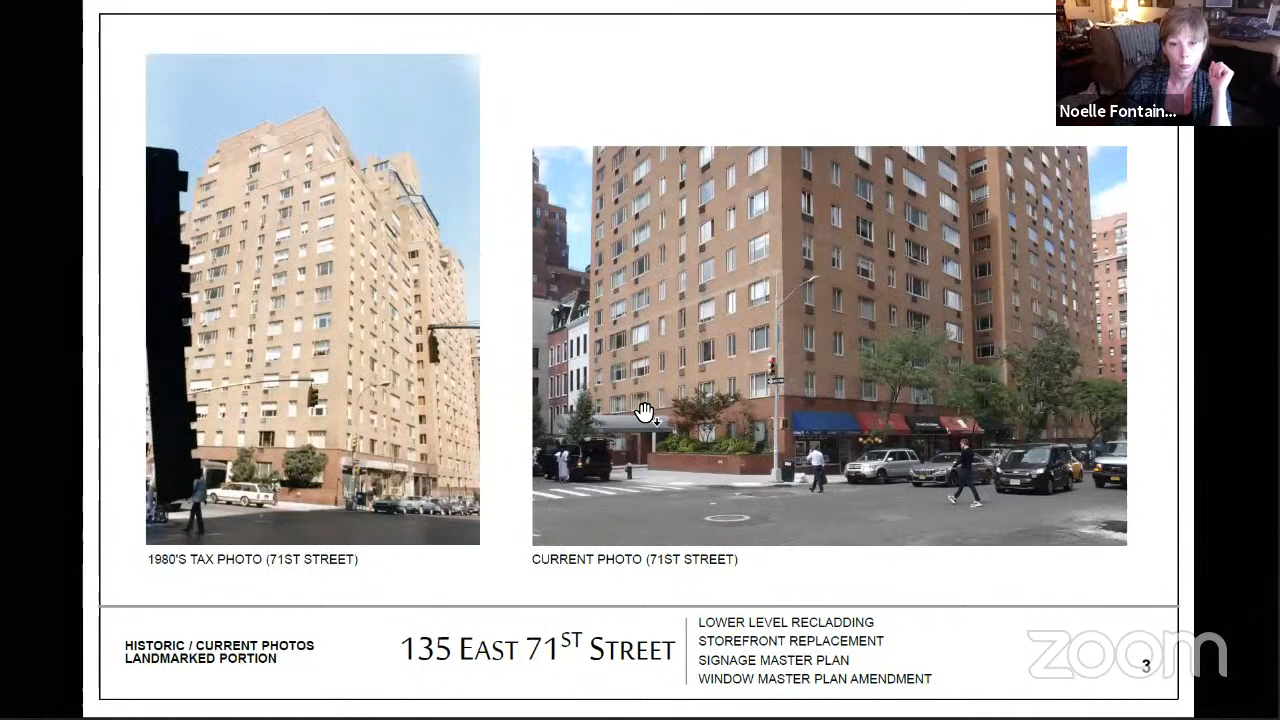 Noelle Fontain...
1980'S TAX PHOTO (71ST STREET)
CURRENT PHOTO (71ST STREET)
HISTORIC / CURRENT PHOTOS
LANDMARKED PORTION
135 EAST 71ST STREET
LOWER LEVEL RECLADDING
STOREFRONT REPLACEMENT
SIGNAGE MASTER PLAN
WINDOW MASTER PLAN AMENDMENT
zoom
3